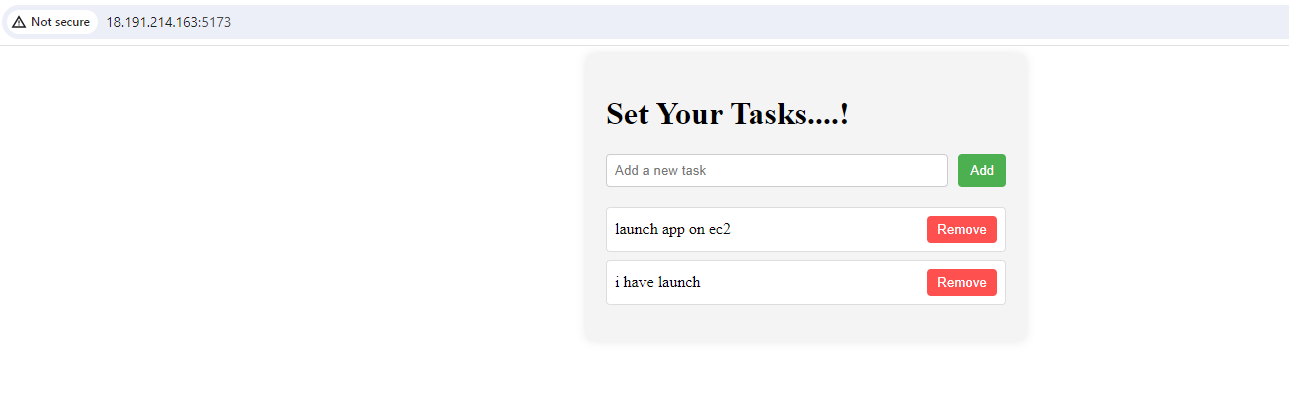 Not secure 18.191.214.163:5173
Set Your Tasks....!
Add a new task Add
launch app on ec2 Remove
i have launch Remove